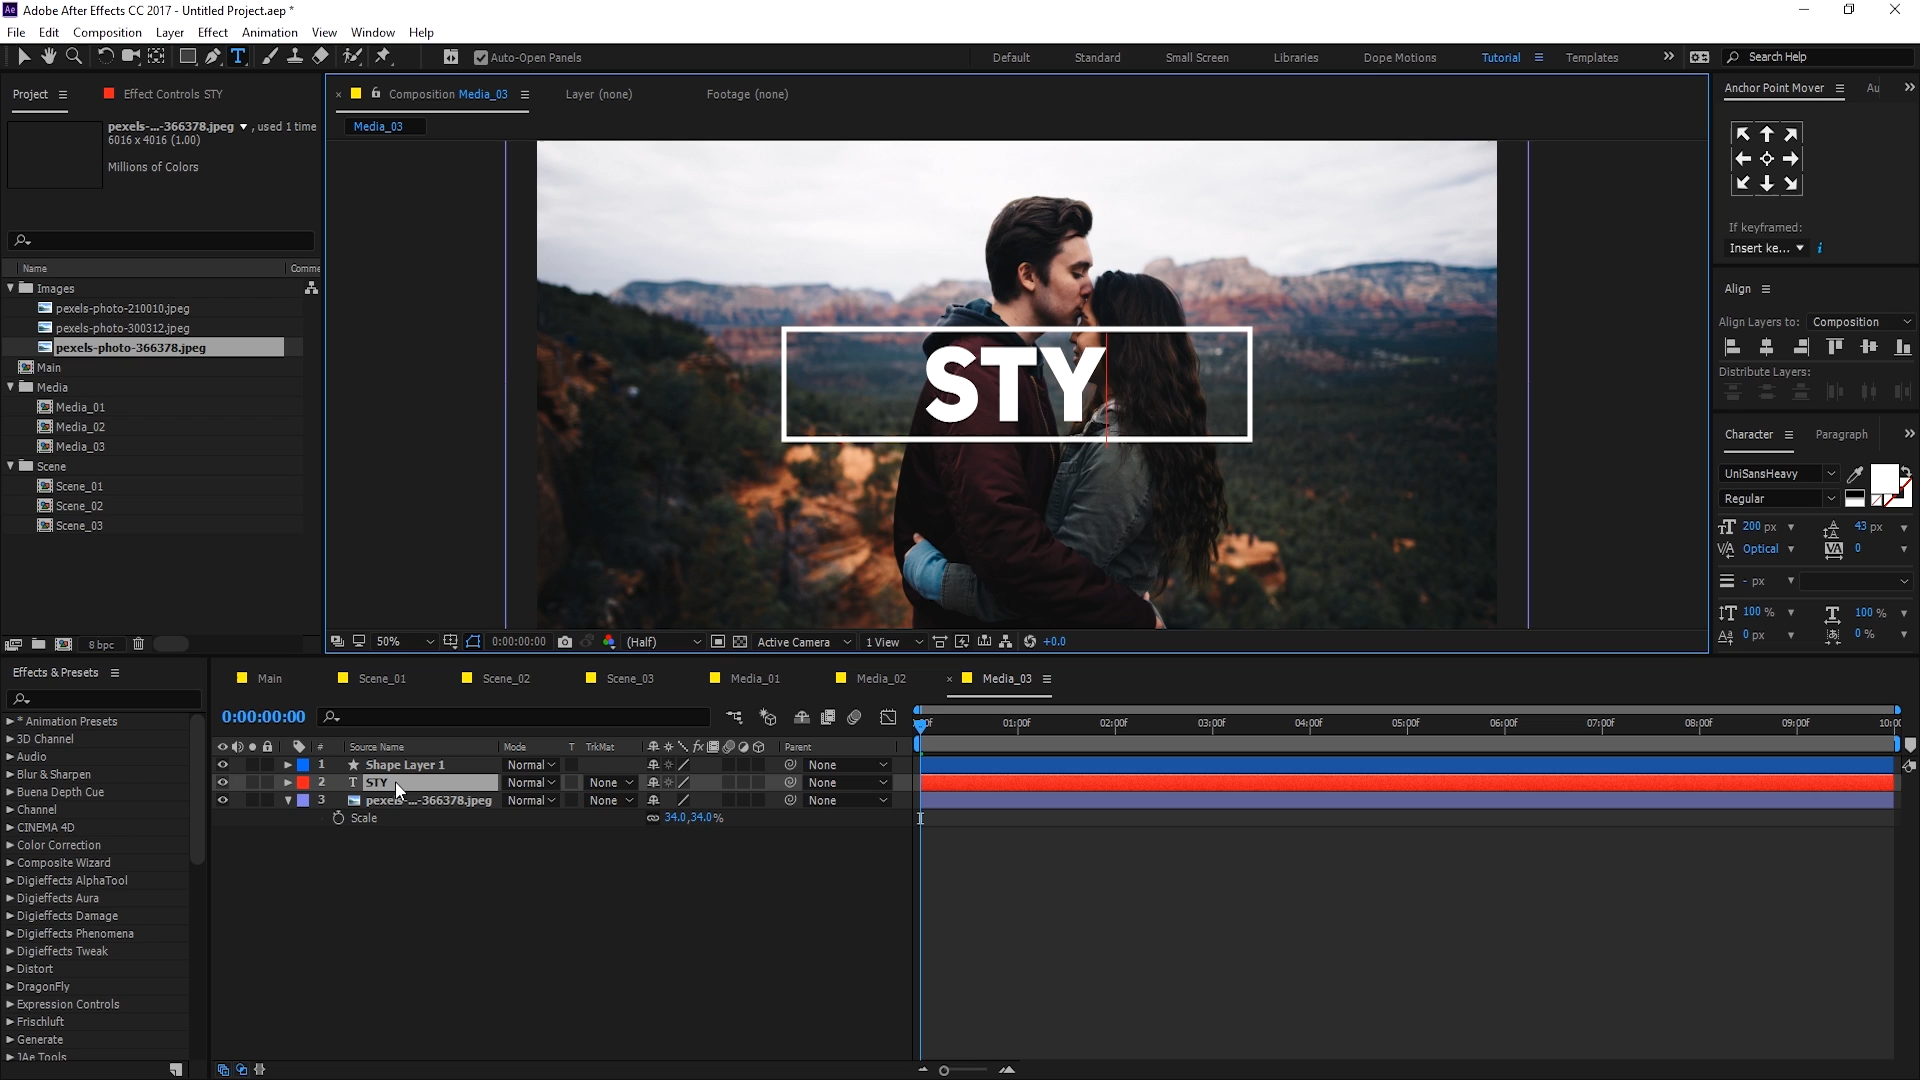 Ae Adobe After Effects CC 2017 - Untitled Project.aep *
File Edit Composition Layer Effect Animation Window Help
Auto-Open Panels Default Standard Small Screen Libraries Dope Motions Tutorial Templates Search Help
Project Effect Controls STY
pexels-...-366378.jpeg , used 1 time
6016 x 4016 (1.00)
Millions of Colors
Name Comme
Images
pexels-photo-210010.jpeg
pexels-photo-300312.jpeg
pexels-photo-366378.jpeg
Main
Media
Media_01
Media_02
Media_03
Scene
Scene_01
Scene_02
Scene_03
8 bpc
Composition Media_03 Layer (none) Footage (none)
Media_03
STY
50% 0:00:00:00 (Half) Active Camera 1 View +0.0
Anchor Point Mover Au
If keyframed:
Insert ke...
Align
Align Layers to: Composition
Distribute Layers:
Character Paragraph
UniSansHeavy
Regular
200 px 43 px
Optical 0
- px
100 % 100 %
0 px 0 %
Effects & Presets
* Animation Presets
3D Channel
Audio
Blur & Sharpen
Buena Depth Cue
Channel
CINEMA 4D
Color Correction
Composite Wizard
Digieffects AlphaTool
Digieffects Aura
Digieffects Damage
Digieffects Phenomena
Digieffects Tweak
Distort
DragonFly
Expression Controls
Frischluft
Generate
JAe Tools
Main Scene_01 Scene_02 Scene_03 Media_01 Media_02 Media_03
0:00:00:00
01:00f 02:00f 03:00f 04:00f 05:00f 06:00f 07:00f 08:00f 09:00f 10:0
# Source Name Mode T TrkMat fx Parent
1 Shape Layer 1 Normal None
2 T STY Normal None None
3 pexels-...-366378.jpeg Normal None None
Scale 34.0,34.0%